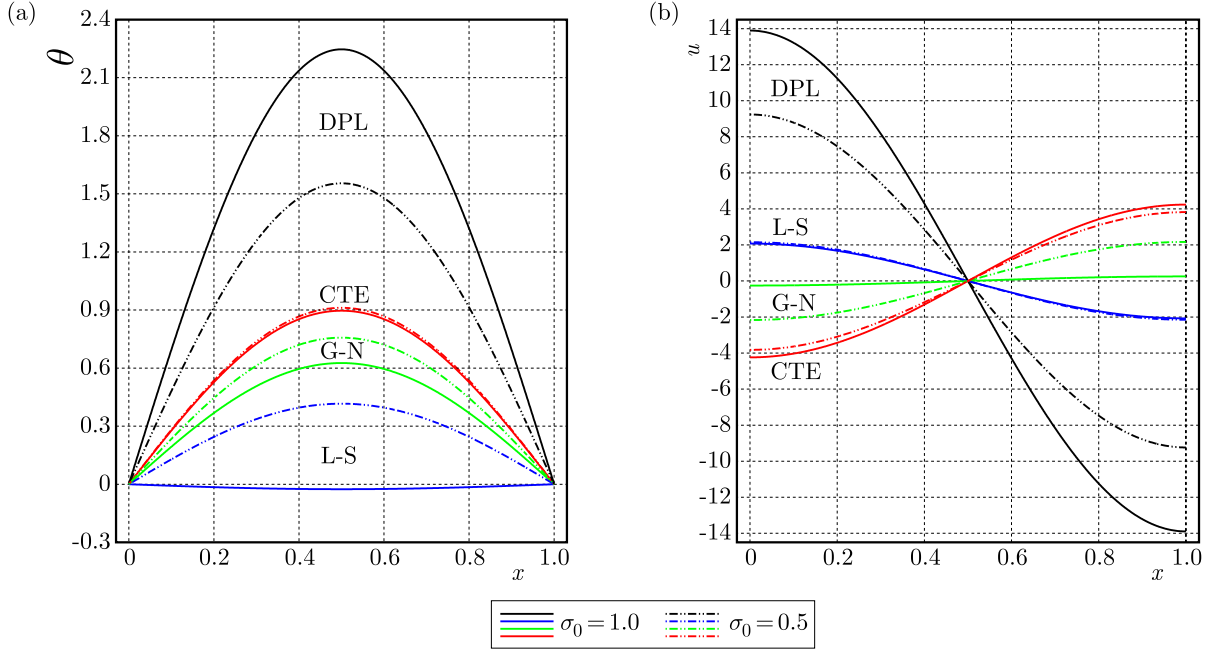 (a)
2.4
θ
2.1
1.8
1.5
1.2
0.9
0.6
0.3
0
-0.3
DPL
CTE
G-N
L-S
0 0.2 0.4 0.6 0.8 1.0
x
(b)
14
u
12
10
8
6
4
2
0
-2
-4
-6
-8
-10
-12
-14
DPL
L-S
G-N
CTE
0 0.2 0.4 0.6 0.8 1.0
x
σ₀=1.0 σ₀=0.5